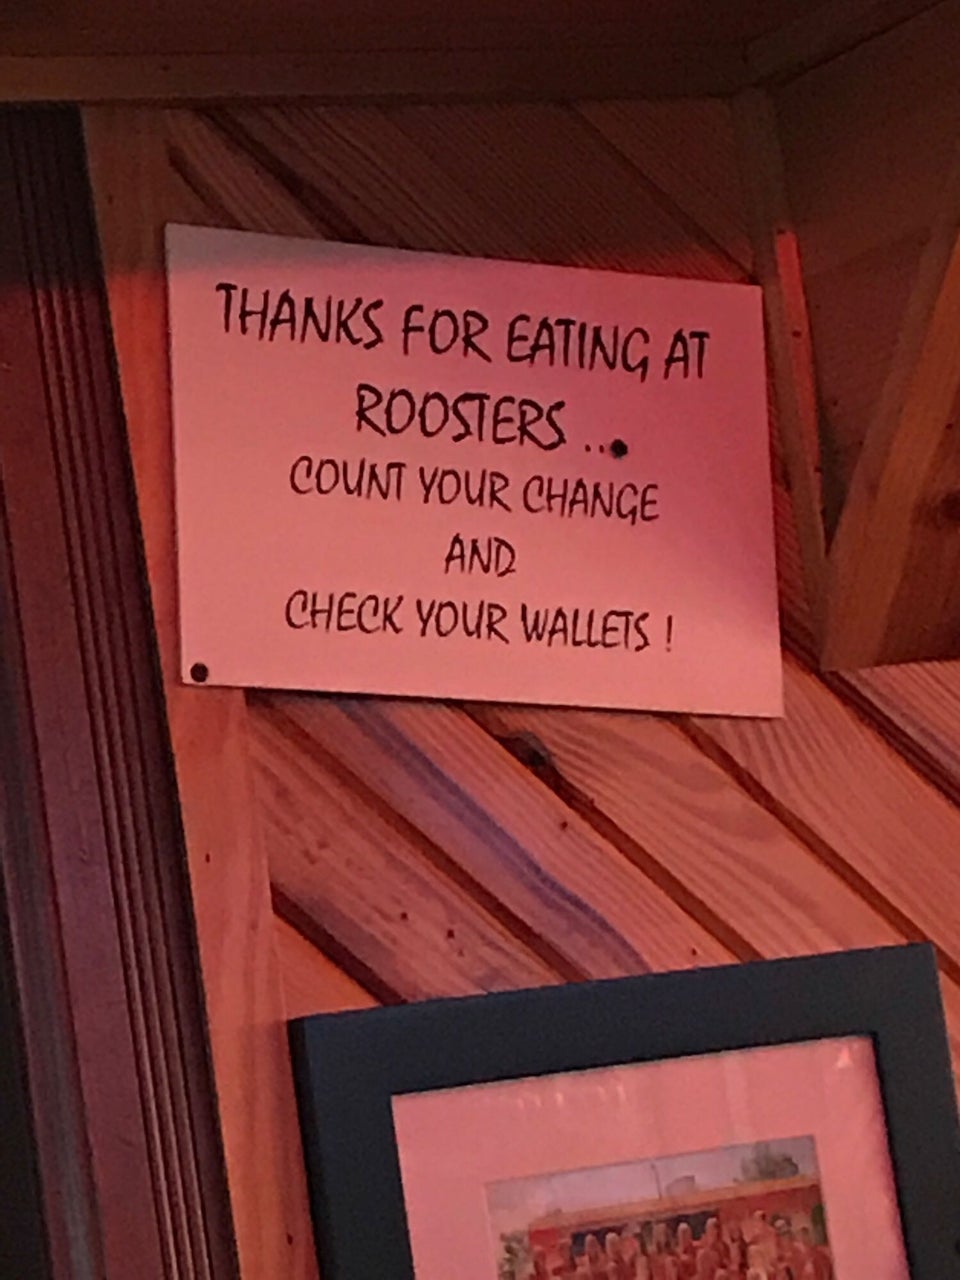 THANKS FOR EATING AT
ROOSTERS ...
COUNT YOUR CHANGE
AND
CHECK YOUR WALLETS !